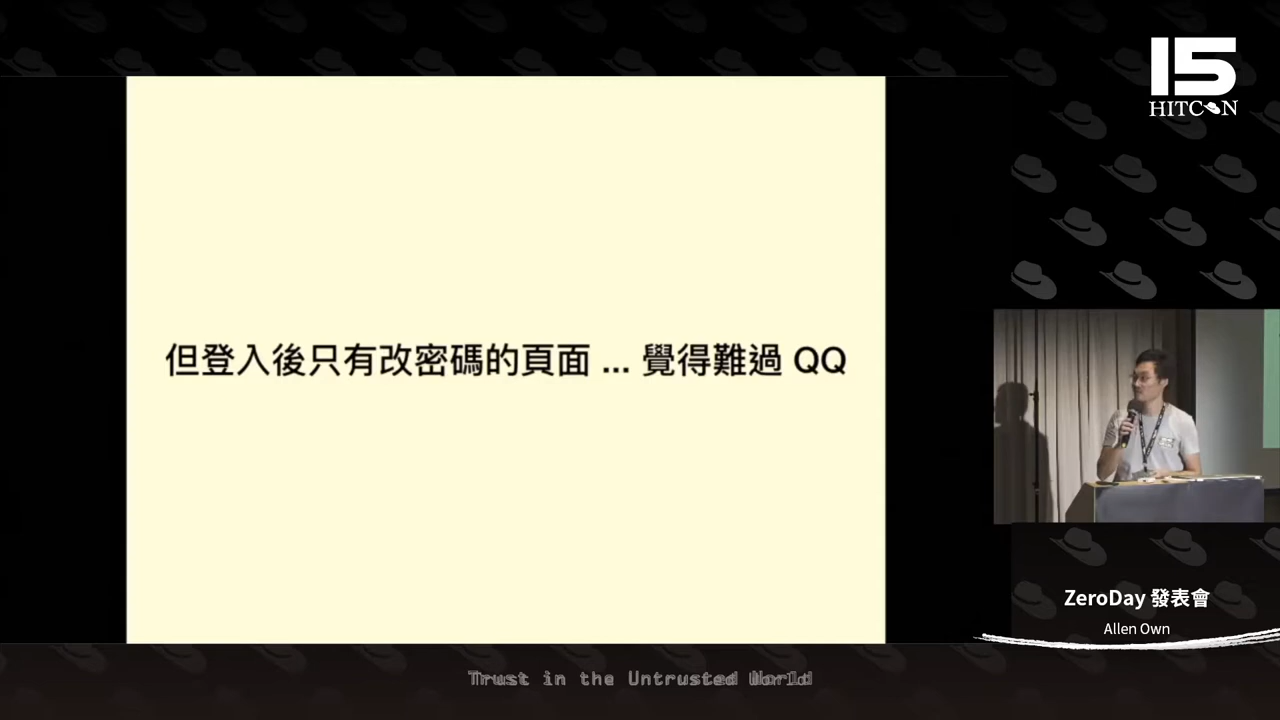 15
HITCON
但登入後只有改密碼的頁面 ... 覺得難過 QQ
ZeroDay 發表會
Allen Own
Trust in the Untrusted World